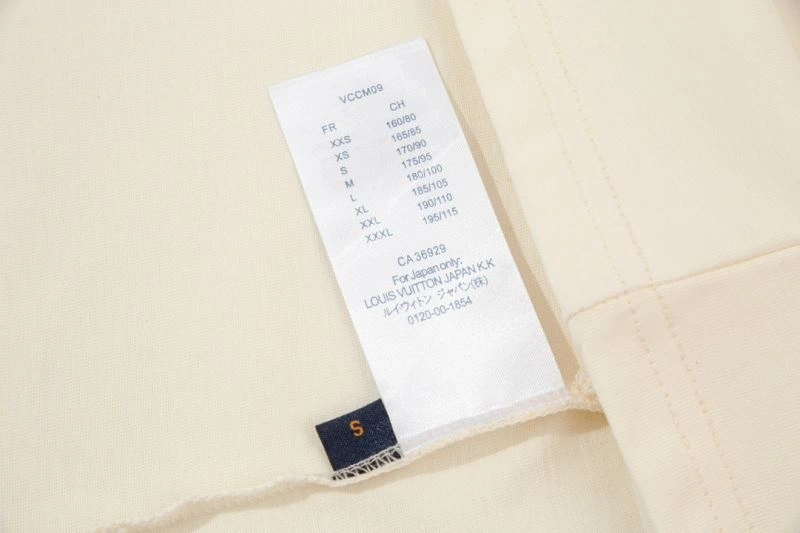 VCCM09
FR CH
XXS 160/80
XS 165/85
S 170/90
M 175/95
L 180/100
XL 185/105
XXL 190/110
XXXL 195/115
CA 36929
For Japan only:
LOUIS VUITTON JAPAN K.K
ルイ・ウィトン ジャパン(株)
0120-00-1854
S